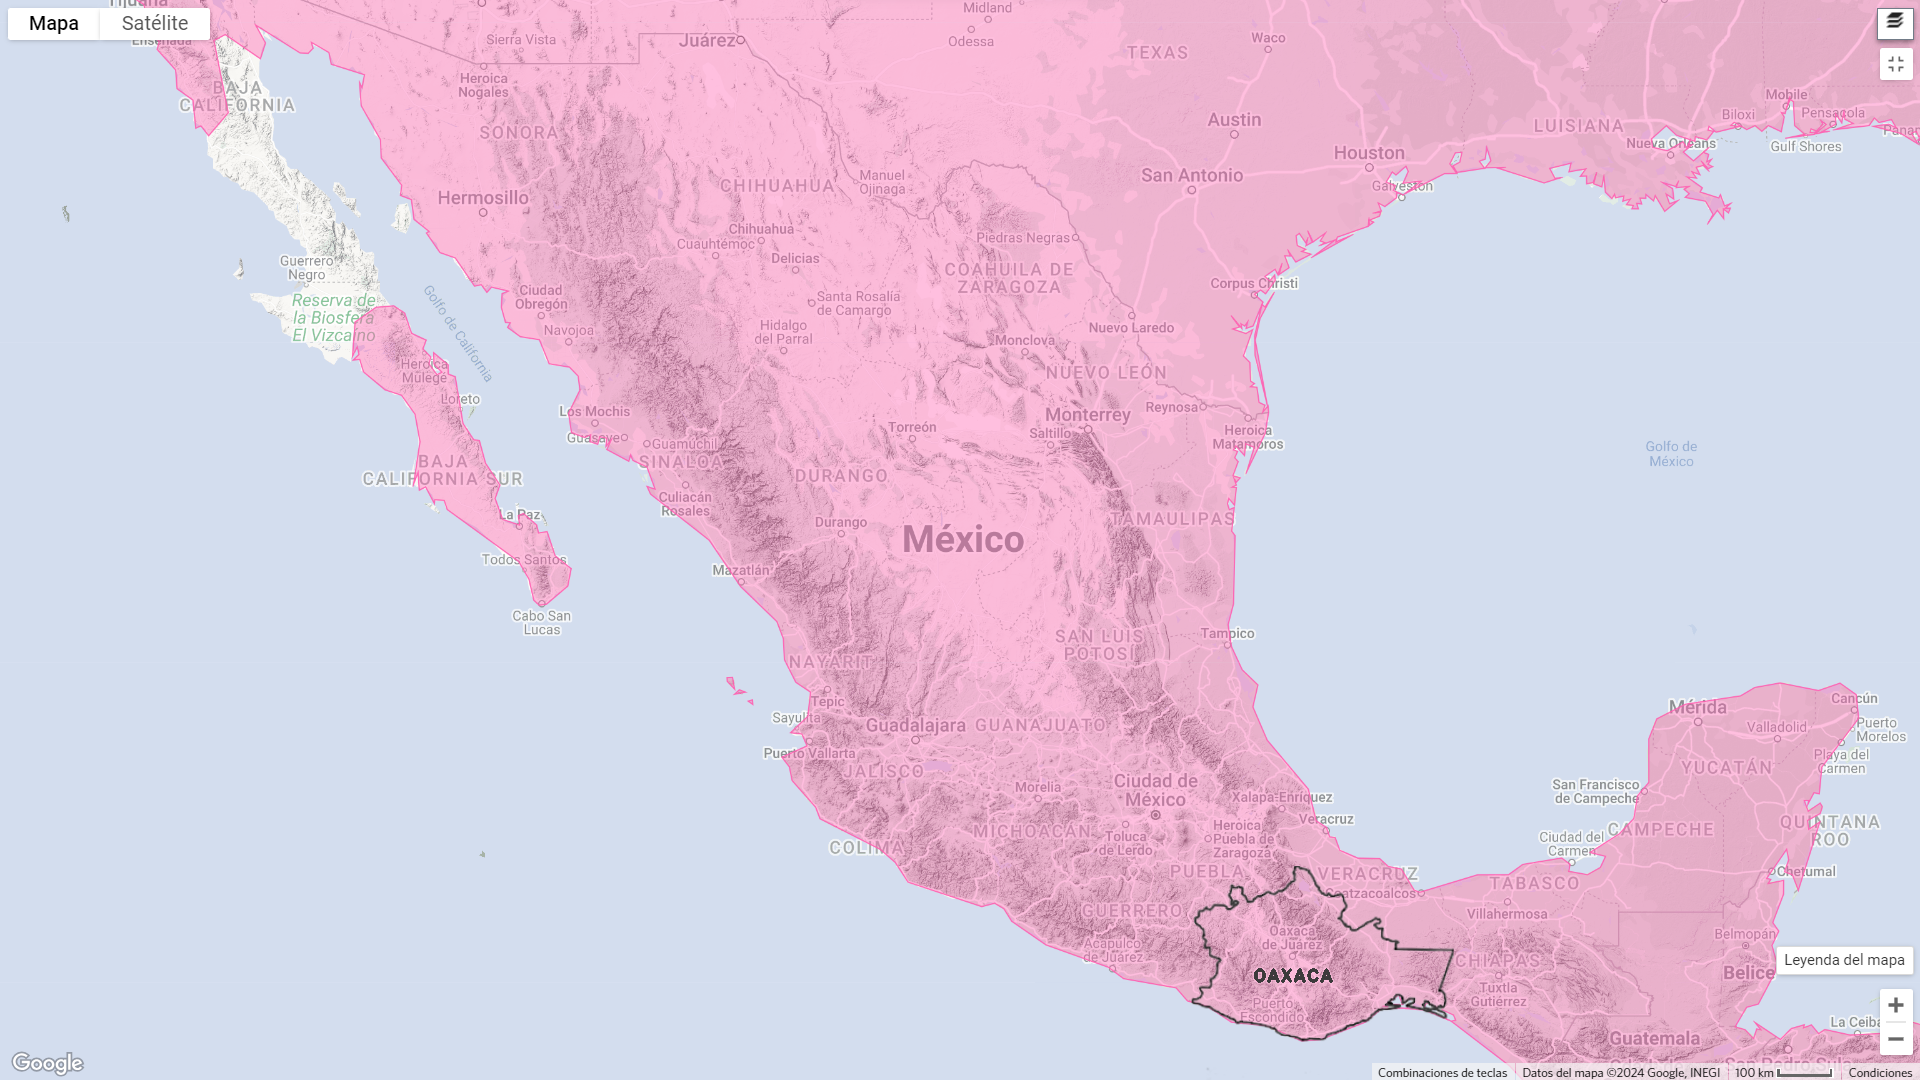 Tijuana
Mapa
Satélite
Ensenada
Sierra Vista
Juárez
Midland
Odessa
TEXAS
Waco
Heroica
Nogales
BAJA
CALIFORNIA
SONORA
Austin
LUISIANA
Mobile
Biloxi
Pensacola
Nueva Orleans
Gulf Shores
Houston
San Antonio
Galveston
CHIHUAHUA
Manuel
Ojinaga
Hermosillo
Chihuahua
Cuauhtémoc
Delicias
Piedras Negras
COAHUILA DE
ZARAGOZA
Guerrero
Negro
Reserva de
la Biosfera
El Vizcaíno
Golfo de California
Ciudad
Obregón
Navojoa
Santa Rosalía
de Camargo
Hidalgo
del Parral
Corpus Christi
Nuevo Laredo
Monclova
NUEVO LEÓN
Heroica
Mulegé
Loreto
Los Mochis
Guasave
Guamúchil
SINALOA
Torreón
Monterrey
Saltillo
Reynosa
Heroica
Matamoros
Golfo de
México
BAJA
CALIFORNIA SUR
DURANGO
Culiacán
Rosales
La Paz
Durango
México
TAMAULIPAS
Todos Santos
Mazatlán
Cabo San
Lucas
SAN LUIS
POTOSÍ
Tampico
NAYARIT
Tepic
Sayulita
Guadalajara
GUANAJUATO
Puerto Vallarta
JALISCO
Mérida
Cancún
Valladolid
Puerto
Morelos
Playa del
Carmen
YUCATÁN
San Francisco
de Campeche
Morelia
Ciudad de
México
Xalapa-Enríquez
Veracruz
MICHOACÁN
Toluca
de Lerdo
Heroica
Puebla de
Zaragoza
COLIMA
Ciudad del
Carmen
CAMPECHE
QUINTANA
ROO
Chetumal
PUEBLA
VERACRUZ
Coatzacoalcos
TABASCO
Villahermosa
GUERRERO
Acapulco
de Juárez
Oaxaca
de Juárez
OAXACA
Puerto
Escondido
CHIAPAS
Tuxtla
Gutiérrez
Belmopán
Belice
Leyenda del mapa
La Ceiba
Guatemala
San Pedro Sula
Google
Combinaciones de teclas
Datos del mapa ©2024 Google, INEGI
100 km
Condiciones